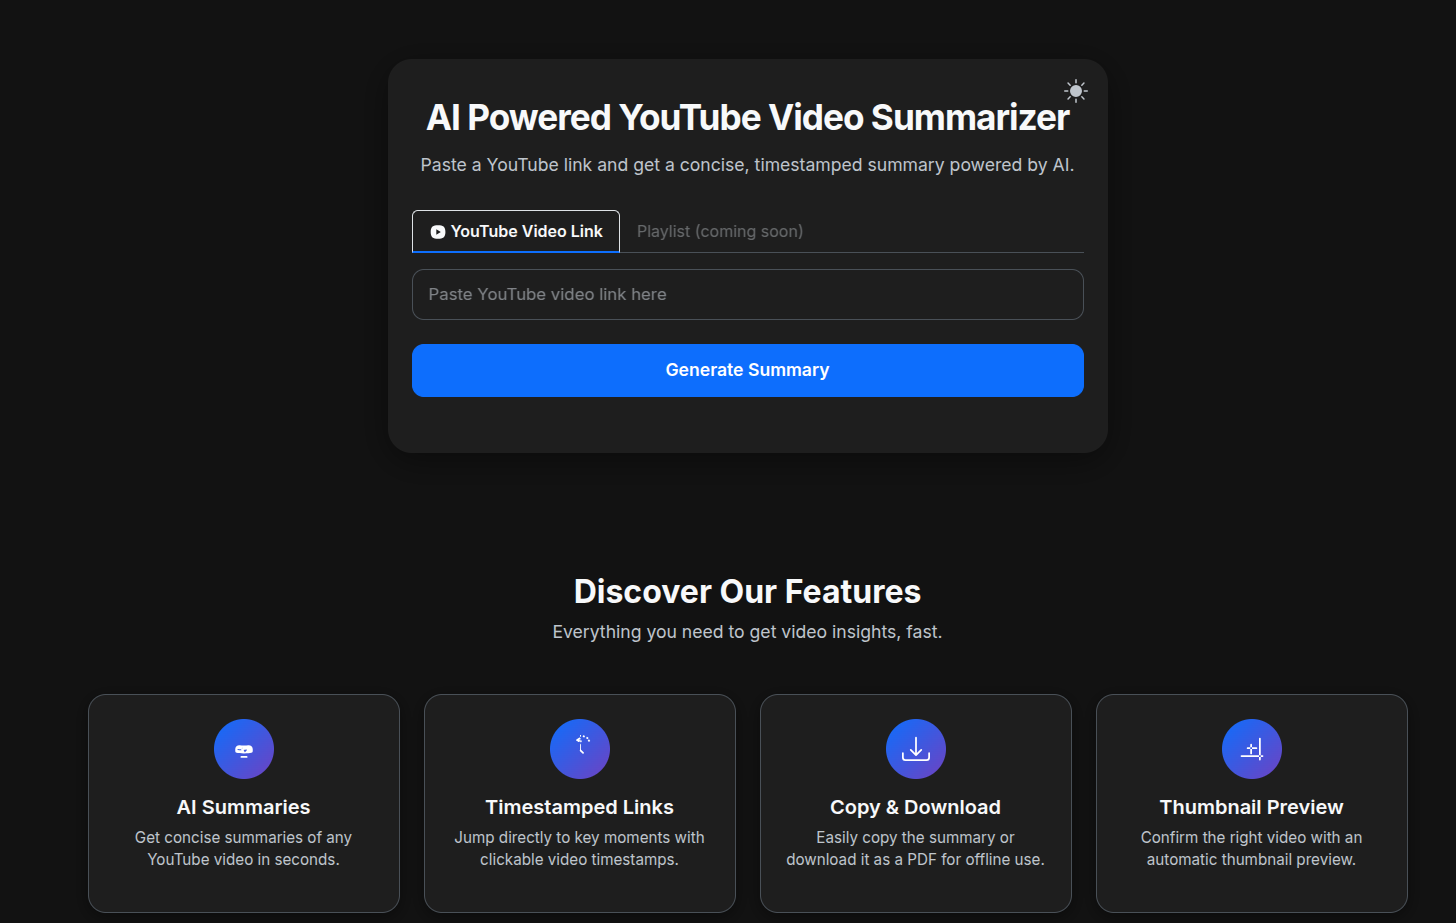 AI Powered YouTube Video Summarizer
Paste a YouTube link and get a concise, timestamped summary powered by AI.
YouTube Video Link
Playlist (coming soon)
Paste YouTube video link here
Generate Summary
Discover Our Features
Everything you need to get video insights, fast.
AI Summaries
Get concise summaries of any
YouTube video in seconds.
Timestamped Links
Jump directly to key moments with
clickable video timestamps.
Copy & Download
Easily copy the summary or
download it as a PDF for offline use.
Thumbnail Preview
Confirm the right video with an
automatic thumbnail preview.